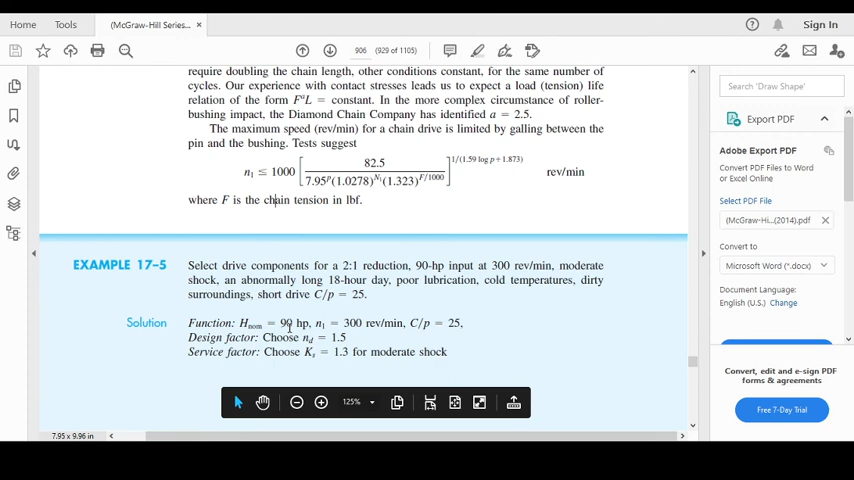 Home
Tools
(McGraw-Hill Series...
×
Sign In
906
(929 of 1105)
require doubling the chain length, other conditions constant, for the same number of
cycles. Our experience with contact stresses leads us to expect a load (tension) life
relation of the form FᵃL = constant. In the more complex circumstance of roller-
bushing impact, the Diamond Chain Company has identified a = 2.5.
The maximum speed (rev/min) for a chain drive is limited by galling between the
pin and the bushing. Tests suggest
n₁ ≤ 1000 [ 82.5 / 7.95ᵖ(1.0278)^N₁(1.323)^F/1000 ]^1/(1.59 log p+1.873) rev/min
where F is the chain tension in lbf.
EXAMPLE 17–5
Select drive components for a 2:1 reduction, 90-hp input at 300 rev/min, moderate
shock, an abnormally long 18-hour day, poor lubrication, cold temperatures, dirty
surroundings, short drive C/p = 25.
Solution
Function: Hnom = 90 hp, n₁ = 300 rev/min, C/p = 25,
Design factor: Choose nd = 1.5
Service factor: Choose Ks = 1.3 for moderate shock
125%
7.95 x 9.96 in
Search 'Draw Shape'
Export PDF
Adobe Export PDF
Convert PDF Files to Word
or Excel Online
Select PDF File
(McGraw-Hi...(2014).pdf
×
Convert to
Microsoft Word (*.docx)
Document Language:
English (U.S.) Change
Convert, edit and e-sign PDF
forms & agreements
Free 7-Day Trial